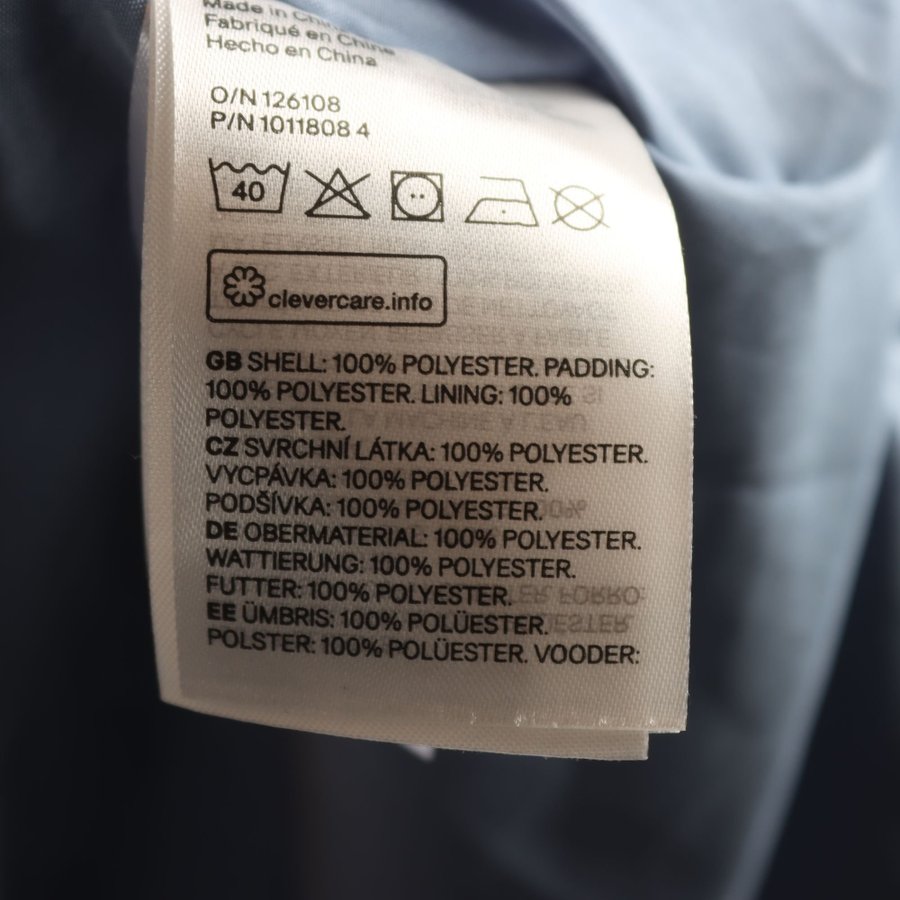 Made in China
Fabriqué en Chine
Hecho en China
O/N 126108
P/N 1011808 4
40
clevercare.info
GB SHELL: 100% POLYESTER. PADDING:
100% POLYESTER. LINING: 100%
POLYESTER.
CZ SVRCHNÍ LÁTKA: 100% POLYESTER.
VYCPÁVKA: 100% POLYESTER.
PODŠÍVKA: 100% POLYESTER.
DE OBERMATERIAL: 100% POLYESTER.
WATTIERUNG: 100% POLYESTER.
FUTTER: 100% POLYESTER.
EE ÜMBRIS: 100% POLÜESTER.
POLSTER: 100% POLÜESTER. VOODER: